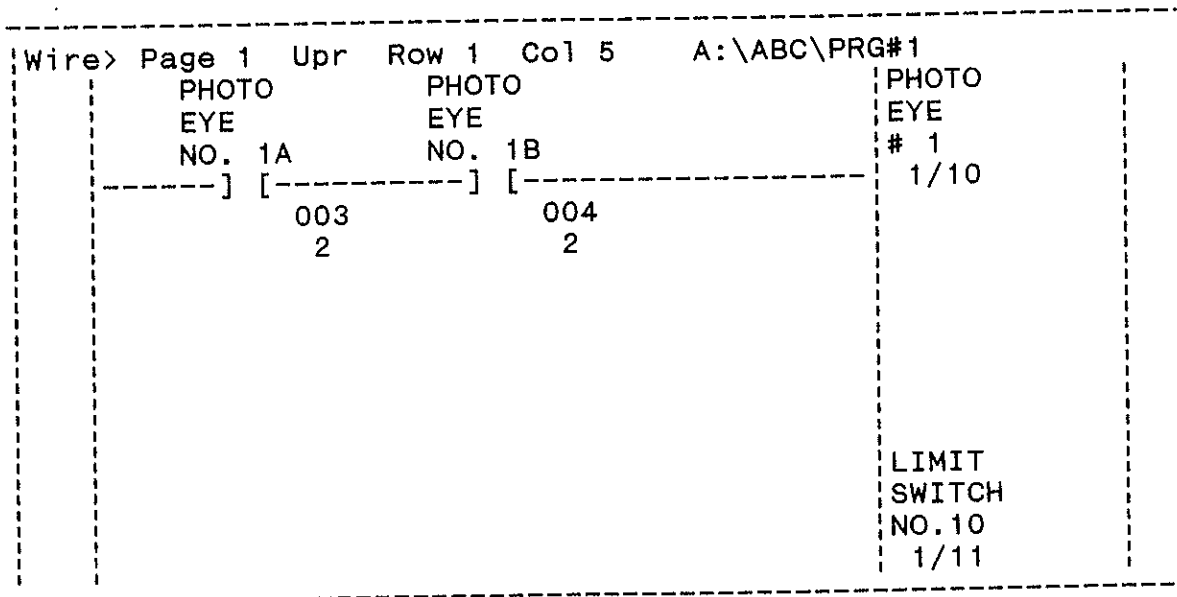 Wire> Page 1 Upr Row 1 Col 5 A:\ABC\PRG#1
PHOTO PHOTO PHOTO
EYE EYE EYE
NO. 1A NO. 1B # 1
------] [-----------] [------------------- 1/10
003 004
2 2
LIMIT
SWITCH
NO.10
1/11